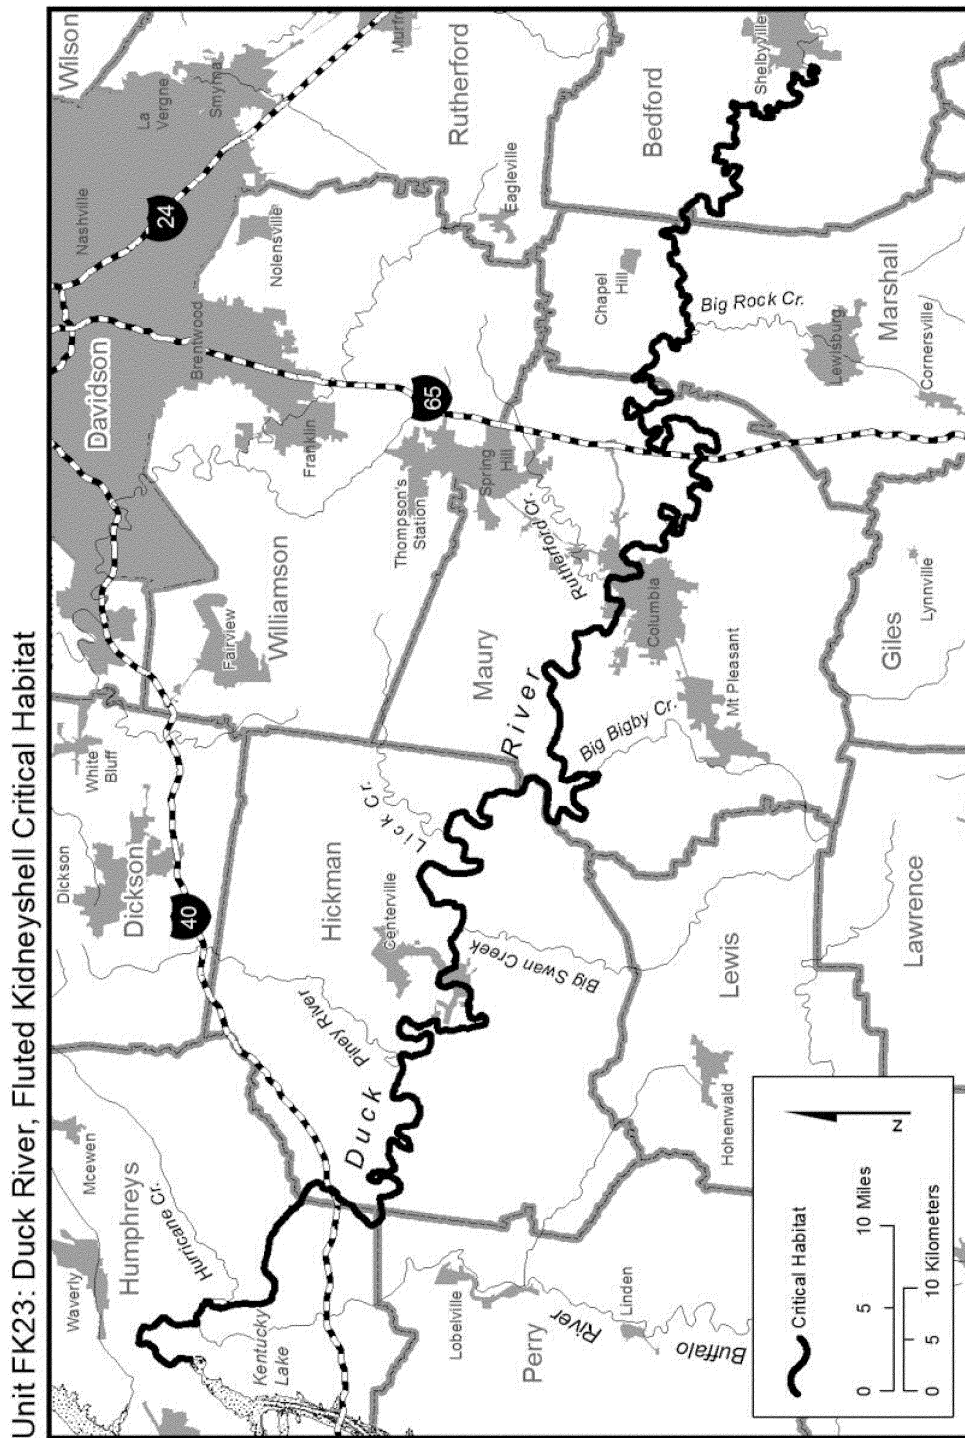 Unit FK23: Duck River, Fluted Kidneyshell Critical Habitat
Wilson
Nashville
La
Vergne
Smyrna
Davidson
24
Brentwood
Nolensville
Rutherford
Eagleville
White
Bluff
Dickson
Dickson
40
Fairview
Williamson
Franklin
65
Thompson's
Station
Spring
Hill
Chapel
Hill
Bedford
Shelbyville
Waverly
Mcewen
Humphreys
Hurricane Cr.
Kentucky
Lake
Hickman
Lick Cr.
Centerville
Piney River
Duck
River
Big Swan Creek
Maury
Rutherford Cr.
Columbia
Big Bigby Cr.
Mt Pleasant
Big Rock Cr.
Lewisburg
Marshall
Cornersville
Lobelville
Perry
Linden
Buffalo
River
Hohenwald
Lewis
Lawrence
Giles
Lynnville
Critical Habitat
0 5 10 Miles
0 5 10 Kilometers
N